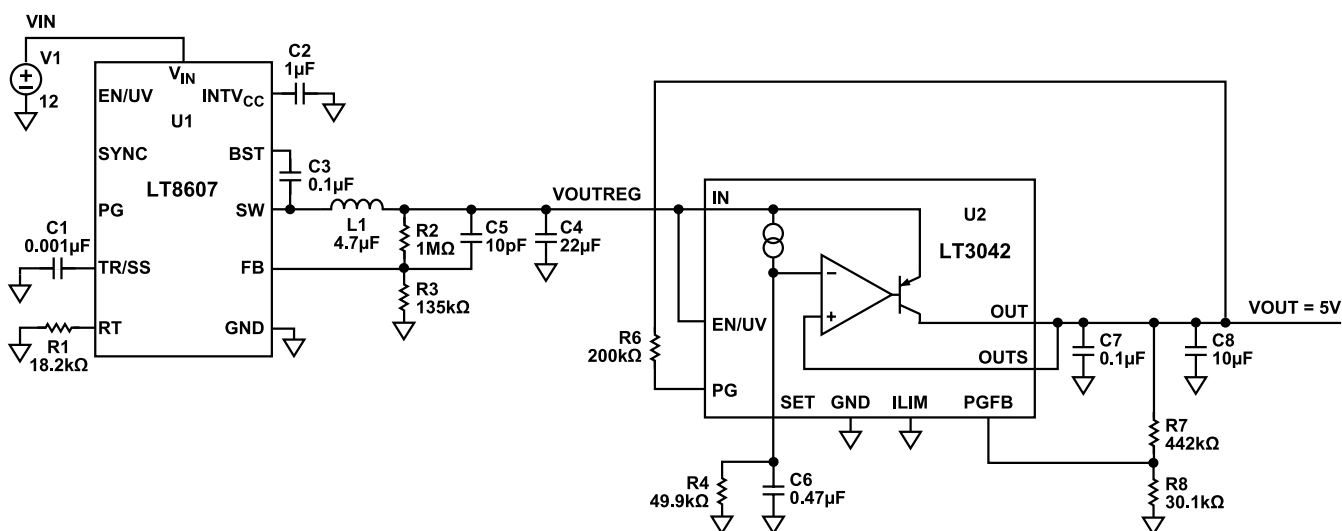 VIN
V1
12
VIN
EN/UV
INTVCC
U1
SYNC
BST
LT8607
PG
SW
TR/SS
FB
RT
GND
C2
1µF
C3
0.1µF
C1
0.001µF
R1
18.2kΩ
L1
4.7µF
R2
1MΩ
C5
10pF
C4
22µF
R3
135kΩ
VOUTREG
IN
U2
LT3042
EN/UV
OUT
OUTS
PG
SET
GND
ILIM
PGFB
R6
200kΩ
VOUT = 5V
C7
0.1µF
C8
10µF
R7
442kΩ
R4
49.9kΩ
C6
0.47µF
R8
30.1kΩ